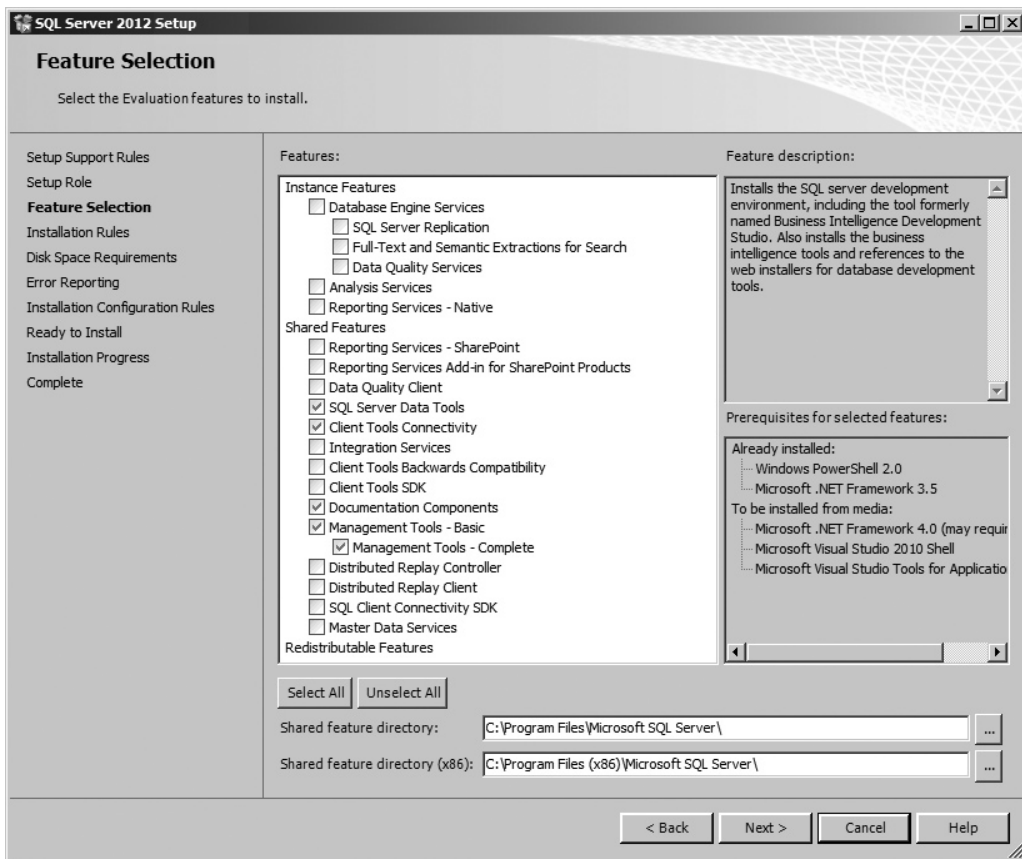 SQL Server 2012 Setup
Feature Selection
Select the Evaluation features to install.
Setup Support Rules
Setup Role
Feature Selection
Installation Rules
Disk Space Requirements
Error Reporting
Installation Configuration Rules
Ready to Install
Installation Progress
Complete
Features:
Instance Features
Database Engine Services
SQL Server Replication
Full-Text and Semantic Extractions for Search
Data Quality Services
Analysis Services
Reporting Services - Native
Shared Features
Reporting Services - SharePoint
Reporting Services Add-in for SharePoint Products
Data Quality Client
SQL Server Data Tools
Client Tools Connectivity
Integration Services
Client Tools Backwards Compatibility
Client Tools SDK
Documentation Components
Management Tools - Basic
Management Tools - Complete
Distributed Replay Controller
Distributed Replay Client
SQL Client Connectivity SDK
Master Data Services
Redistributable Features
Feature description:
Installs the SQL server development
environment, including the tool formerly
named Business Intelligence Development
Studio. Also installs the business
intelligence tools and references to the
web installers for database development
tools.
Prerequisites for selected features:
Already installed:
Windows PowerShell 2.0
Microsoft .NET Framework 3.5
To be installed from media:
Microsoft .NET Framework 4.0 (may requir
Microsoft Visual Studio 2010 Shell
Microsoft Visual Studio Tools for Applicatio
Select All Unselect All
Shared feature directory: C:\Program Files\Microsoft SQL Server\ ...
Shared feature directory (x86): C:\Program Files (x86)\Microsoft SQL Server\ ...
< Back Next > Cancel Help